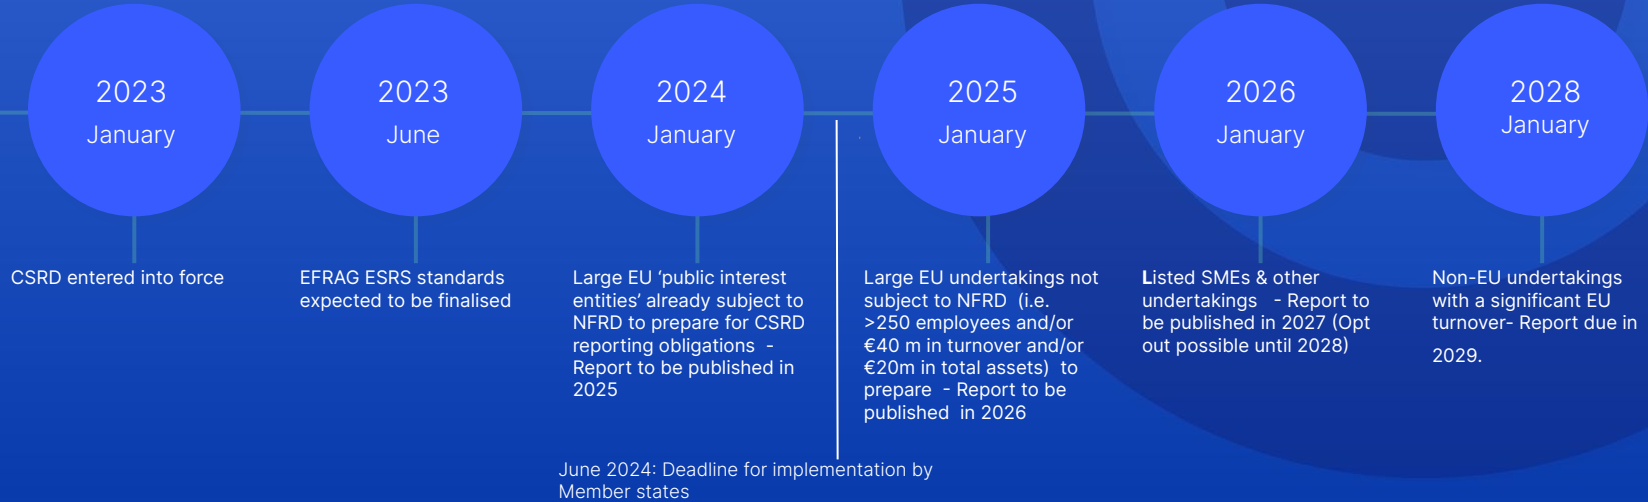 2023
January
CSRD entered into force
2023
June
EFRAG ESRS standards
expected to be finalised
2024
January
Large EU ‘public interest
entities’ already subject to
NFRD to prepare for CSRD
reporting obligations -
Report to be published in
2025
June 2024: Deadline for implementation by
Member states
2025
January
Large EU undertakings not
subject to NFRD (i.e.
>250 employees and/or
€40 m in turnover and/or
€20m in total assets) to
prepare - Report to be
published in 2026
2026
January
Listed SMEs & other
undertakings - Report to
be published in 2027 (Opt
out possible until 2028)
2028
January
Non-EU undertakings
with a significant EU
turnover- Report due in
2029.